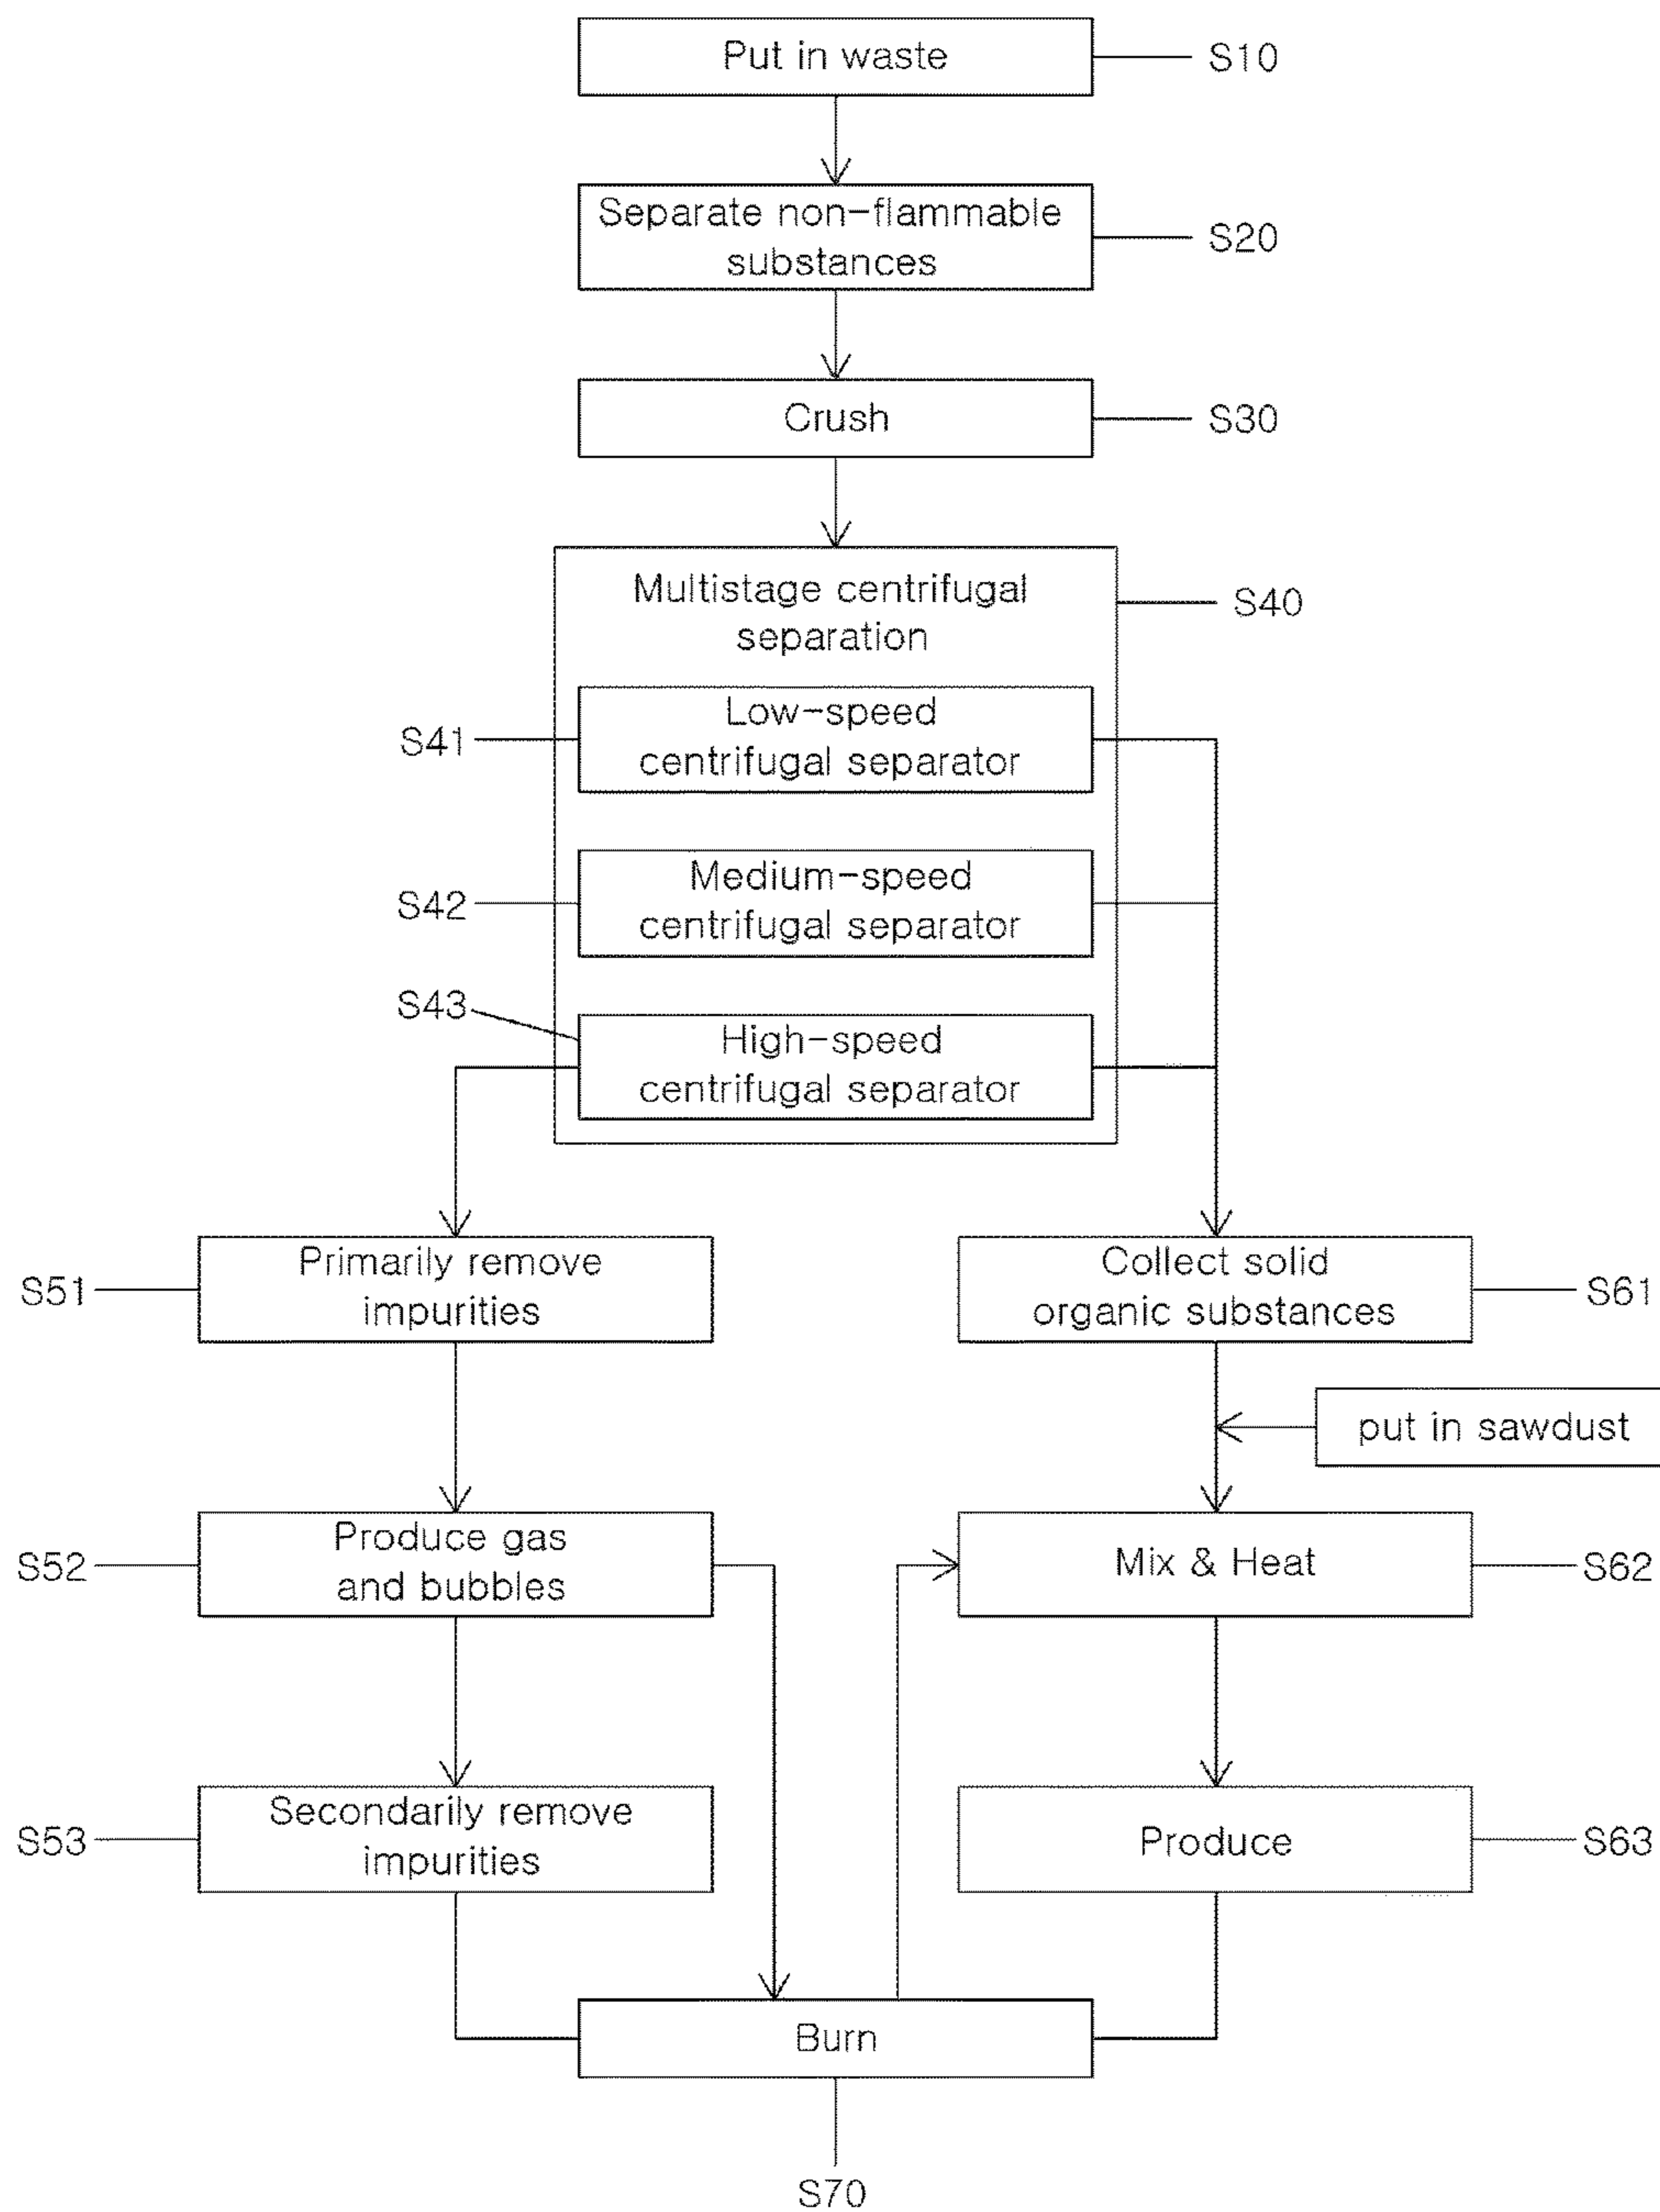 Put in waste
S10
Separate non-flammable
substances
S20
Crush
S30
Multistage centrifugal
separation
S40
Low-speed
centrifugal separator
S41
Medium-speed
centrifugal separator
S42
S43
High-speed
centrifugal separator
Primarily remove
impurities
S51
Collect solid
organic substances
S61
put in sawdust
Produce gas
and bubbles
S52
Mix & Heat
S62
Secondarily remove
impurities
S53
Produce
S63
Burn
S70